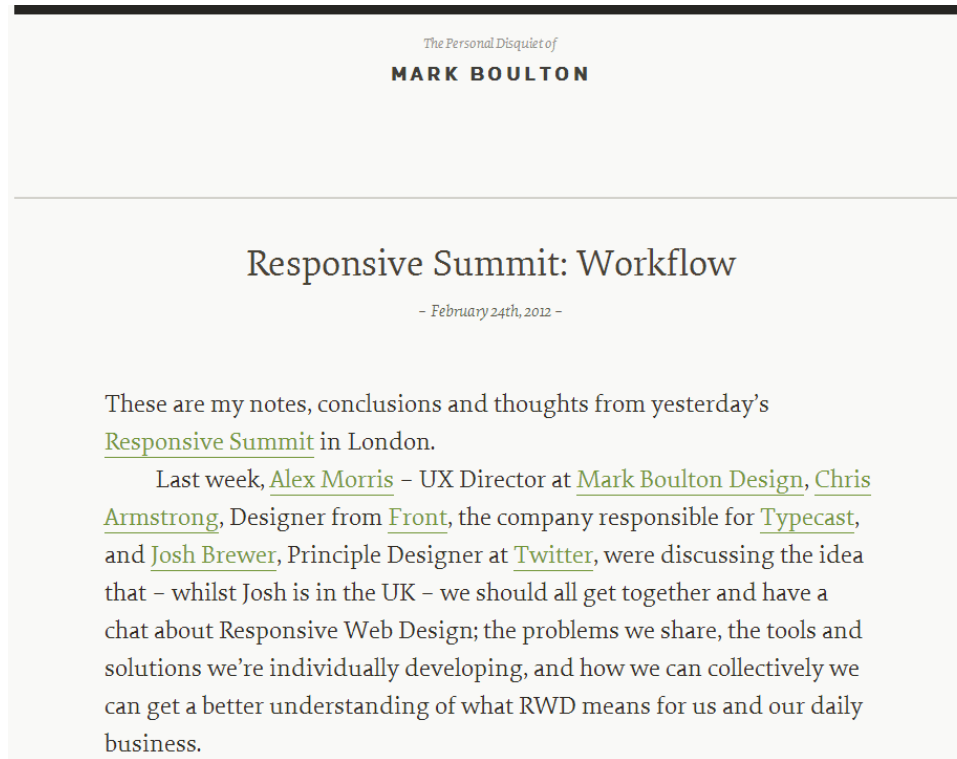 The Personal Disquiet of
MARK BOULTON
Responsive Summit: Workflow
– February 24th, 2012 –
These are my notes, conclusions and thoughts from yesterday’s
Responsive Summit in London.
Last week, Alex Morris – UX Director at Mark Boulton Design, Chris
Armstrong, Designer from Front, the company responsible for Typecast,
and Josh Brewer, Principle Designer at Twitter, were discussing the idea
that – whilst Josh is in the UK – we should all get together and have a
chat about Responsive Web Design; the problems we share, the tools and
solutions we’re individually developing, and how we can collectively we
can get a better understanding of what RWD means for us and our daily
business.